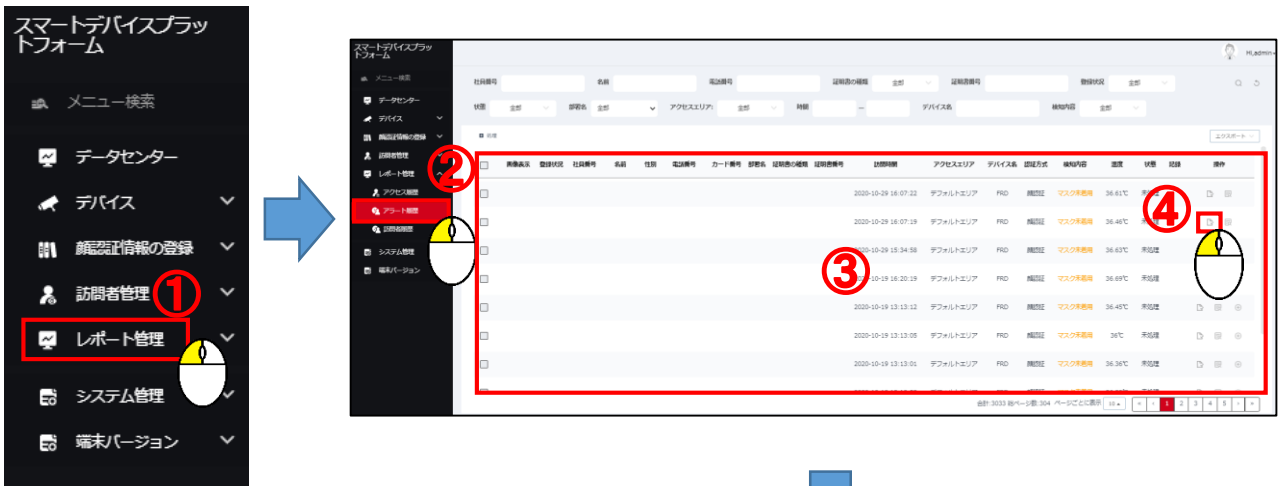 スマートデバイスプラッ
トフォーム
メニュー検索
データセンター
デバイス
顔認証情報の登録
訪問者管理
①
レポート管理
システム管理
端末バージョン
スマートデバイスプラッ
トフォーム
Hi,admin
メニュー検索
データセンター
デバイス
顔認証情報の登録
訪問者管理
②
レポート管理
アクセス履歴
アラート履歴
訪問者履歴
システム管理
端末バージョン
社員番号 名前 電話番号 証明書の種類 全部 証明書番号 登録状況 全部
状態 全部 部署名 全部 アクセスエリア: 全部 時間 — デバイス名 検知内容 全部
エクスポート
画像表示 登録状況 社員番号 名前 性別 電話番号 カード番号 部署名 証明書の種類 証明書番号 訪問時間 アクセスエリア デバイス名 認証方式 検知内容 温度 状態 記録 操作
2020-10-29 16:07:22 デフォルトエリア FRD 顔認証 マスク未着用 36.61℃ 未処理
④
2020-10-29 16:07:19 デフォルトエリア FRD 顔認証 マスク未着用 36.46℃ 未処理
2020-10-29 15:34:58 デフォルトエリア FRD 顔認証 マスク未着用 36.63℃ 未処理
③
2020-10-19 16:20:19 デフォルトエリア FRD 顔認証 マスク未着用 36.69℃ 未処理
2020-10-19 13:13:12 デフォルトエリア FRD 顔認証 マスク未着用 36.45℃ 未処理
2020-10-19 13:13:05 デフォルトエリア FRD 顔認証 マスク未着用 36℃ 未処理
2020-10-19 13:13:01 デフォルトエリア FRD 顔認証 マスク未着用 36.36℃ 未処理
合計:3033 総ページ数:304 ページごとに表示 10 « ‹ 1 2 3 4 5 › »